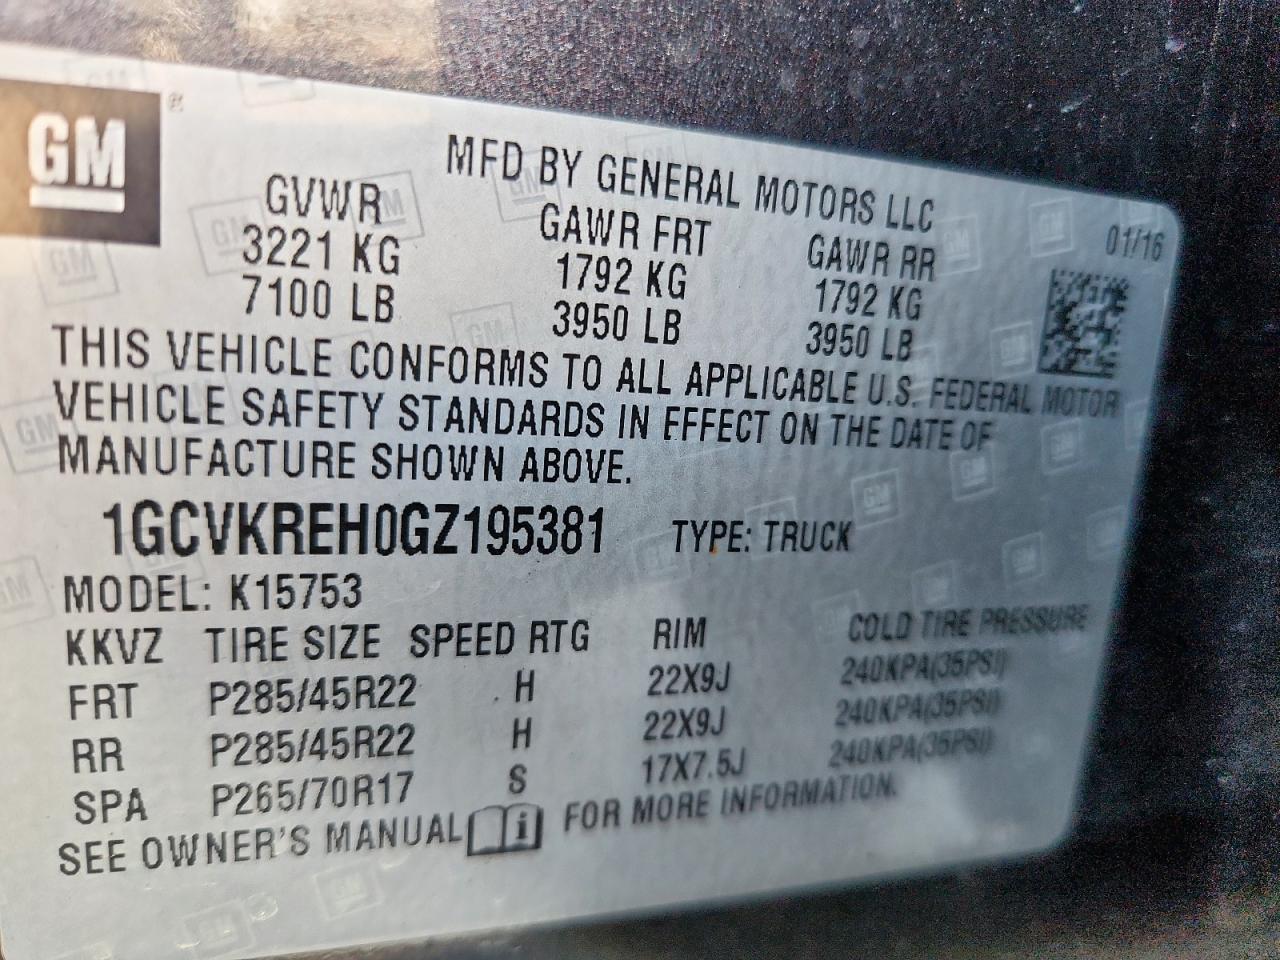 GM ®
MFD BY GENERAL MOTORS LLC
01/16
GVWR GAWR FRT GAWR RR
3221 KG 1792 KG 1792 KG
7100 LB 3950 LB 3950 LB
THIS VEHICLE CONFORMS TO ALL APPLICABLE U.S. FEDERAL MOTOR
VEHICLE SAFETY STANDARDS IN EFFECT ON THE DATE OF
MANUFACTURE SHOWN ABOVE.
1GCVKREH0GZ195381 TYPE: TRUCK
MODEL: K15753
KKVZ TIRE SIZE SPEED RTG RIM COLD TIRE PRESSURE
FRT P285/45R22 H 22X9J 240KPA(35PSI)
RR P285/45R22 H 22X9J 240KPA(35PSI)
SPA P265/70R17 S 17X7.5J 240KPA(35PSI)
SEE OWNER'S MANUAL i FOR MORE INFORMATION.